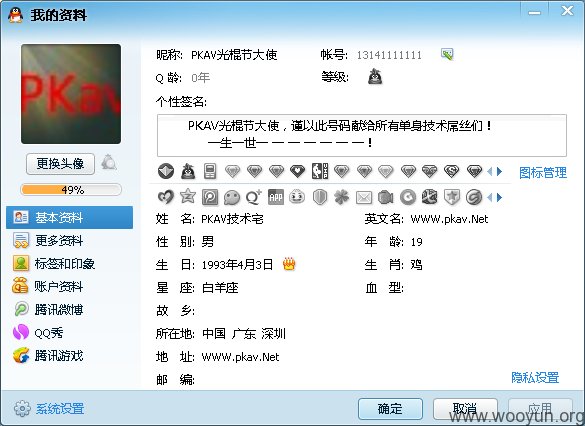 我的资料
PKav
昵称: PKAV光棍节大使 帐号: 13141111111
Q 龄: 0年 等级:
个性签名:
PKAV光棍节大使，谨以此号码献给所有单身技术屌丝们！
一生一世一一一一一一一！
更换头像
49%
图标管理
基本资料
更多资料
标签和印象
账户资料
腾讯微博
QQ秀
腾讯游戏
姓 名: PKAV技术宅 英文名: WWW.pkav.Net
性 别: 男 年 龄: 19
生 日: 1993年4月3日 生 肖: 鸡
星 座: 白羊座 血 型:
故 乡:
所在地: 中国 广东 深圳
地 址: WWW.pkav.Net
邮 编:
隐私设置
系统设置
确定 取消 应用
www.wooyun.org